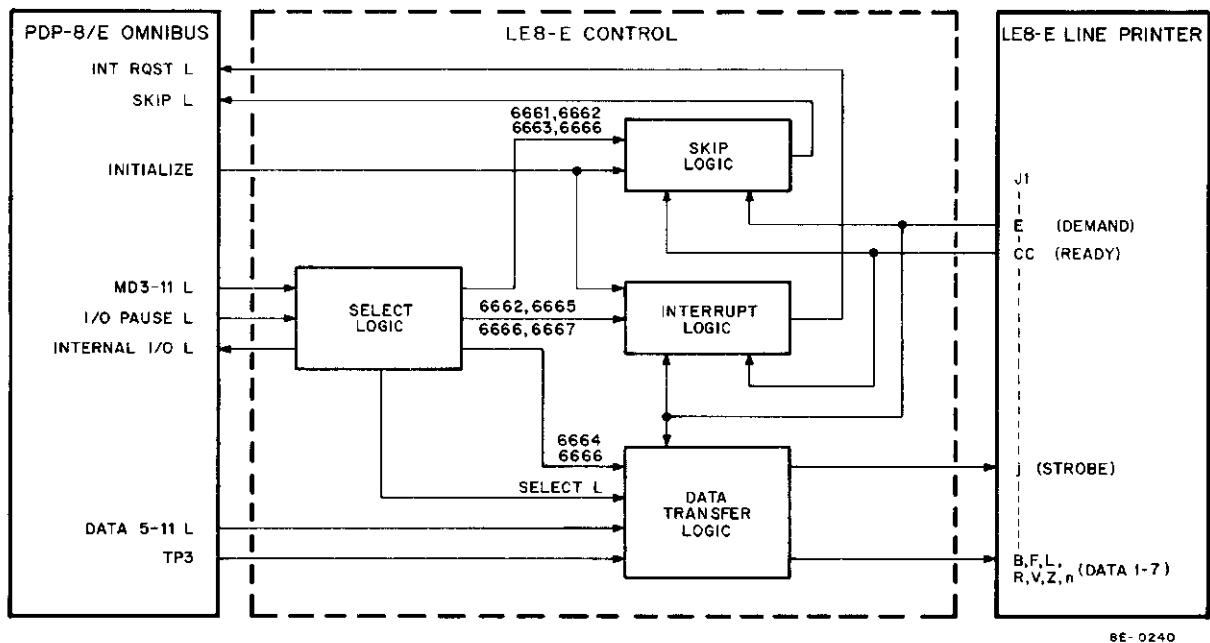 PDP-8/E OMNIBUS
LE8-E CONTROL
LE8-E LINE PRINTER
INT RQST L
SKIP L
6661,6662
6663,6666
SKIP
LOGIC
INITIALIZE
J1
E (DEMAND)
CC (READY)
MD3-11 L
I/O PAUSE L
INTERNAL I/O L
SELECT
LOGIC
6662,6665
6666,6667
INTERRUPT
LOGIC
6664
6666
SELECT L
DATA
TRANSFER
LOGIC
j (STROBE)
DATA 5-11 L
TP3
B,F,L,
R,V,Z,n (DATA 1-7)
8E-0240